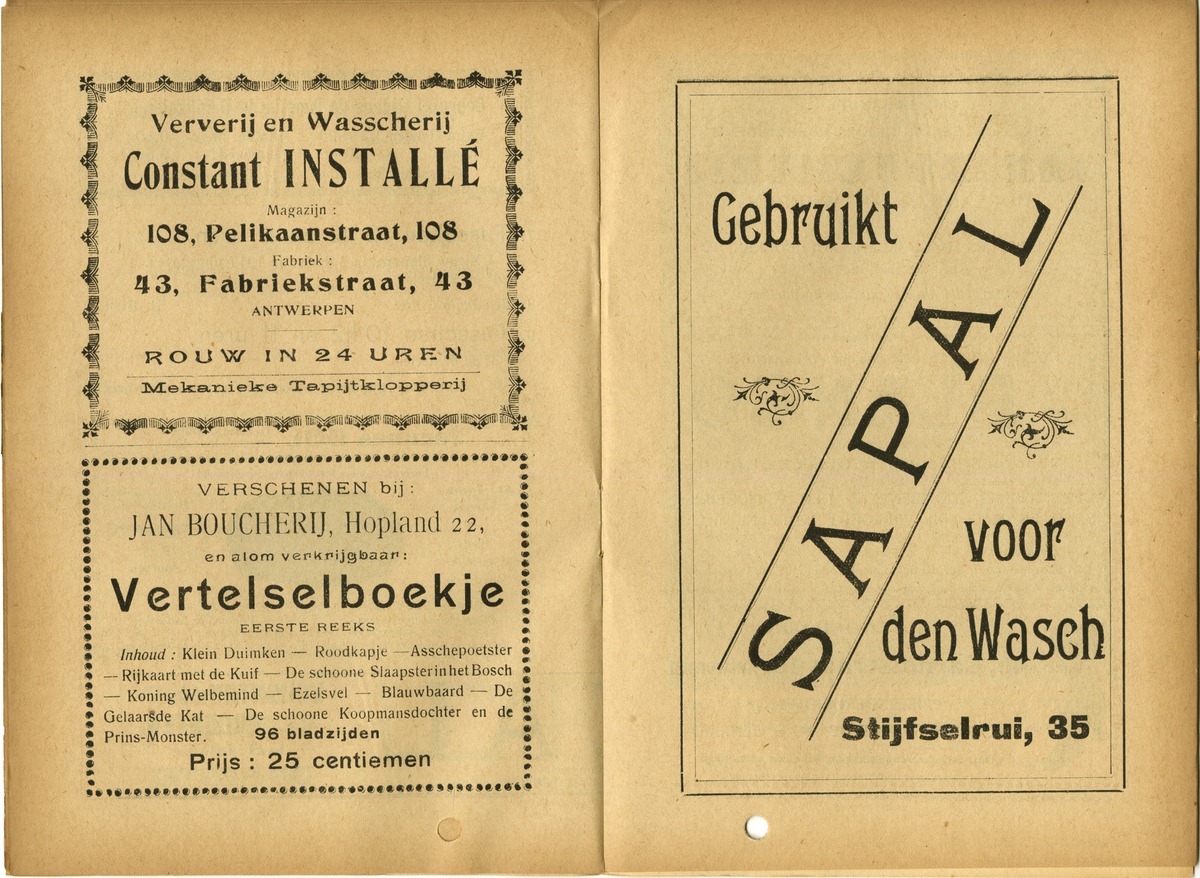 Ververij en Wasscherij
Constant INSTALLÉ
Magazijn :
108, Pelikaanstraat, 108
Fabriek :
43, Fabriekstraat, 43
ANTWERPEN
ROUW IN 24 UREN
Mekanieke Tapijtklopperij
VERSCHENEN bij:
JAN BOUCHERIJ, Hopland 22,
en alom verkrijgbaar:
Vertelselboekje
EERSTE REEKS
Inhoud : Klein Duimken — Roodkapje —Asschepoetster
— Rijkaart met de Kuif — De schoone Slaapster in het Bosch
— Koning Welbemind — Ezelsvel — Blauwbaard — De
Gelaarsde Kat — De schoone Koopmansdochter en de
Prins-Monster. 96 bladzijden
Prijs : 25 centiemen
Gebruikt
SAPAL
voor
den Wasch
Stijfselrui, 35